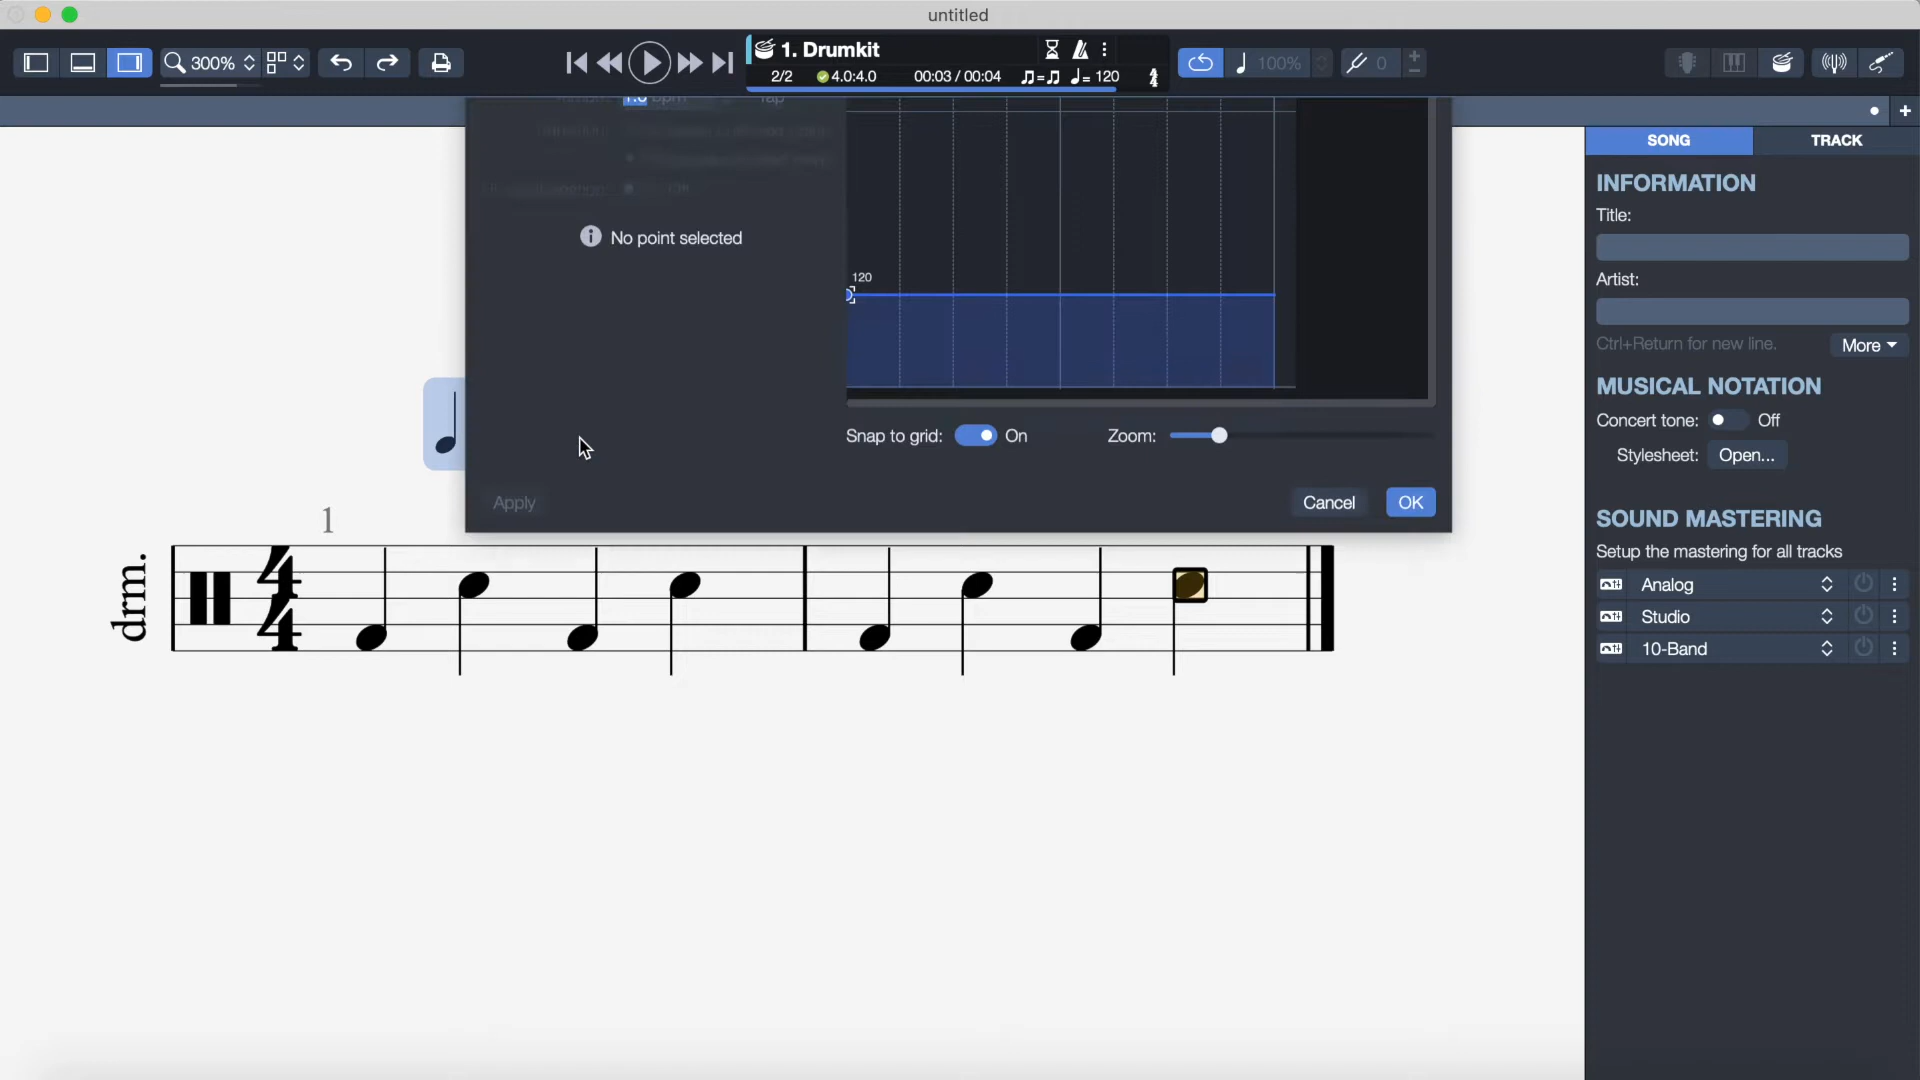 untitled
300%
1. Drumkit
2/2 4.0:4.0 00:03 / 00:04 = = 120
100% 0
+
SONG TRACK
INFORMATION
Title:
Artist:
Ctrl+Return for new line. More
MUSICAL NOTATION
Concert tone: Off
Stylesheet: Open...
SOUND MASTERING
Setup the mastering for all tracks
Analog
Studio
10-Band
No point selected
120
Snap to grid: On Zoom:
Apply Cancel OK
1
drm.
4
4